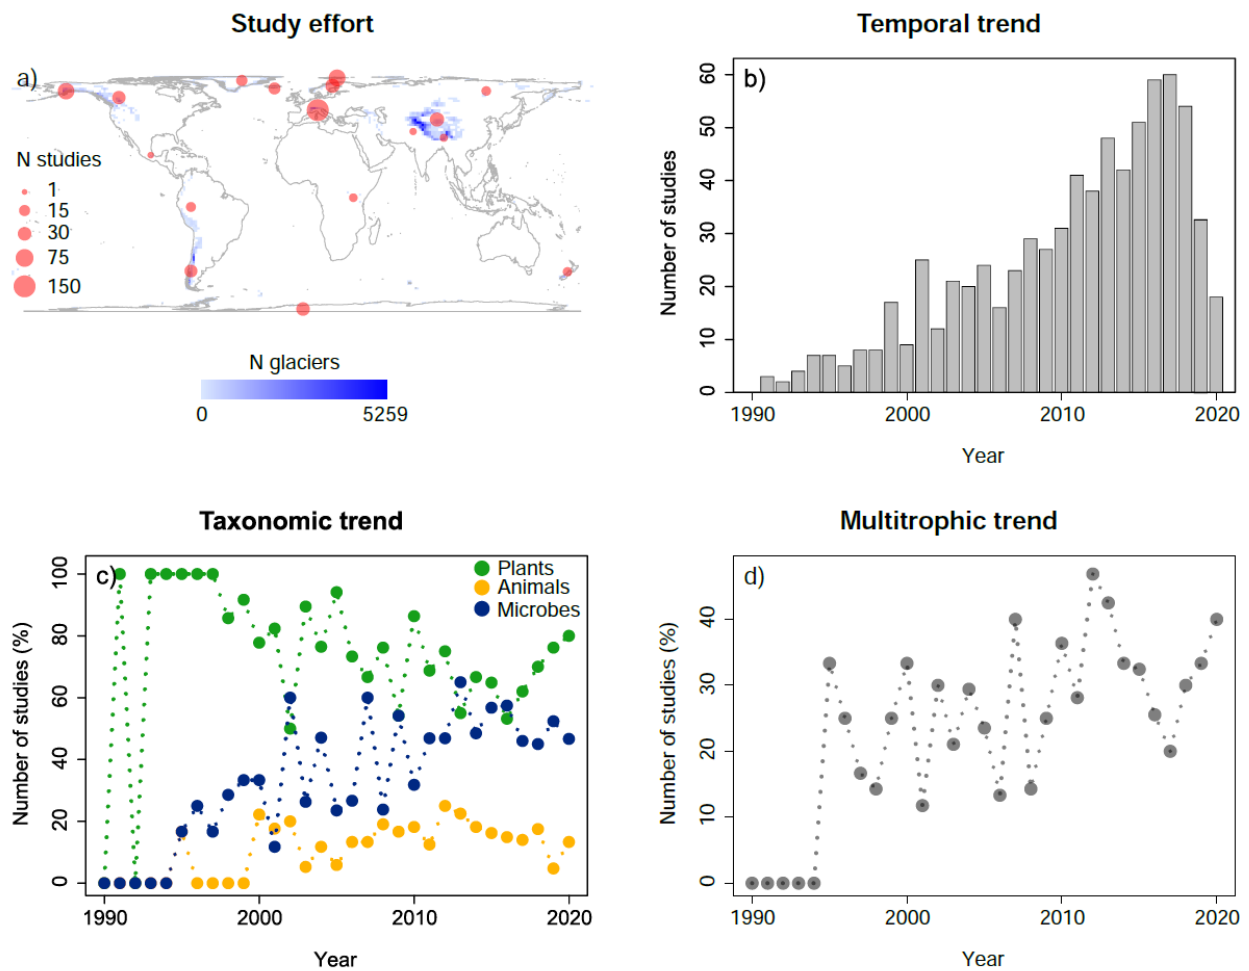 Study effort
a)
N studies
1
15
30
75
150
N glaciers
0 5259
Temporal trend
b)
Number of studies
0 10 20 30 40 50 60
1990 2000 2010 2020
Year
Taxonomic trend
c)
Plants
Animals
Microbes
Number of studies (%)
0 20 40 60 80 100
1990 2000 2010 2020
Year
Multitrophic trend
d)
Number of studies (%)
0 10 20 30 40
1990 2000 2010 2020
Year